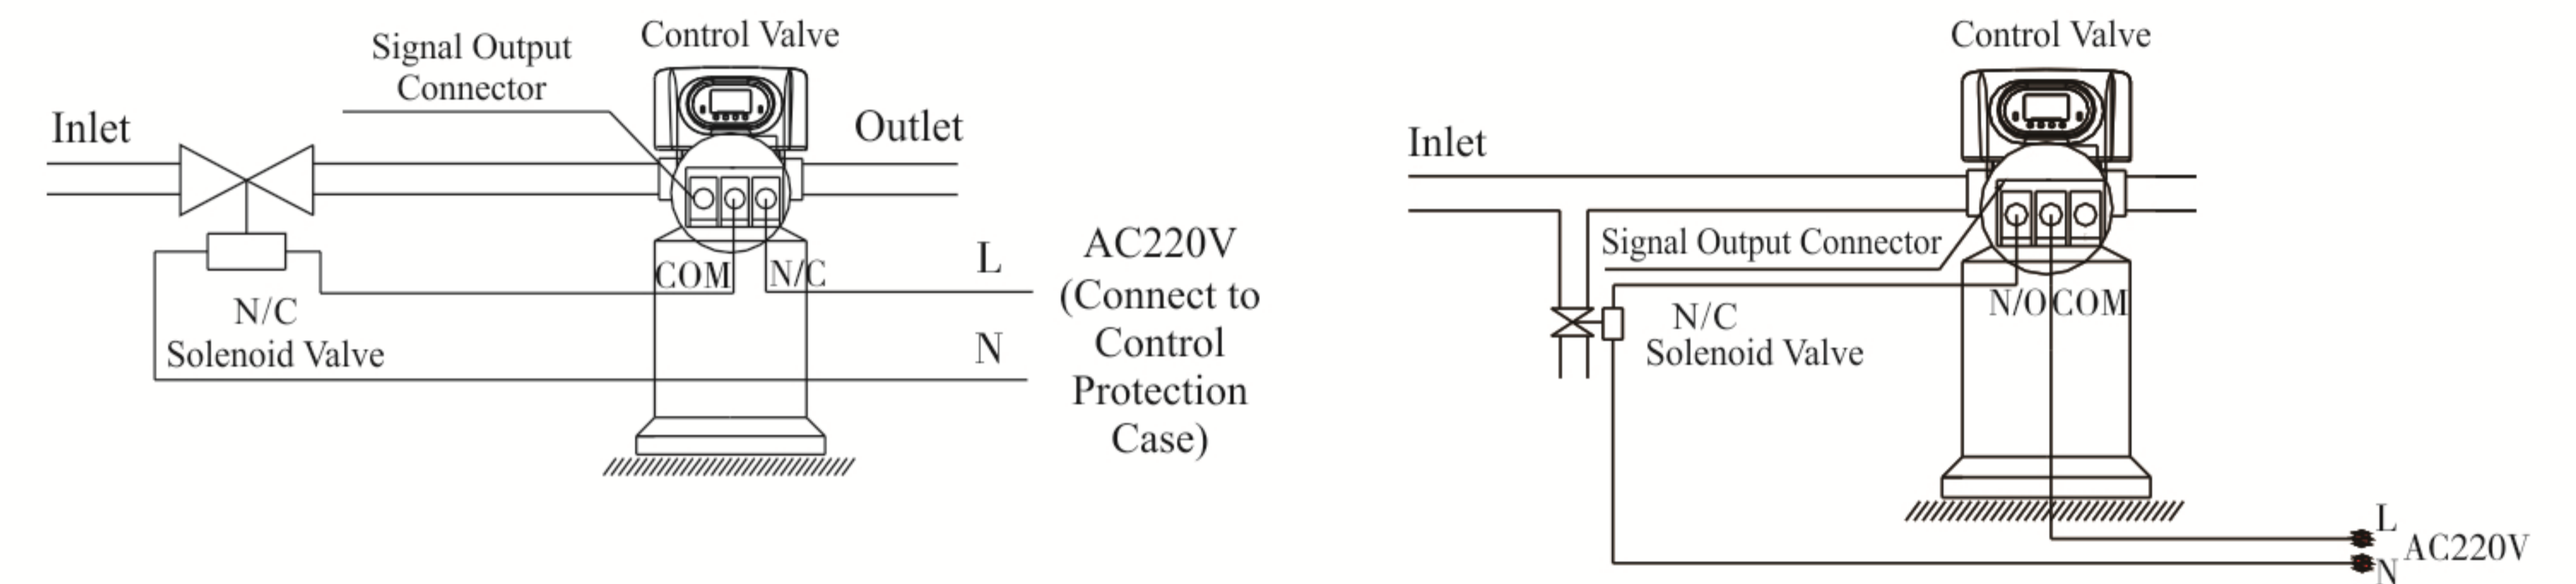 Signal Output
Connector
Control Valve
Inlet
Outlet
COM
N/C
L
AC220V
(Connect to
Control
Protection
Case)
N/C
Solenoid Valve
N
Control Valve
Inlet
Signal Output Connector
N/O COM
N/C
Solenoid Valve
L
AC220V
N